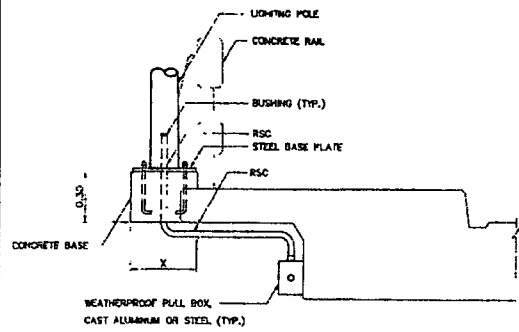 LIGHTING POLE
CONCRETE RAIL
BUSHING (TYP.)
RSC
STEEL BASE PLATE
RSC
0.30
CONCRETE BASE
X
WEATHERPROOF PULL BOX,
CAST ALUMINUM OR STEEL (TYP.)